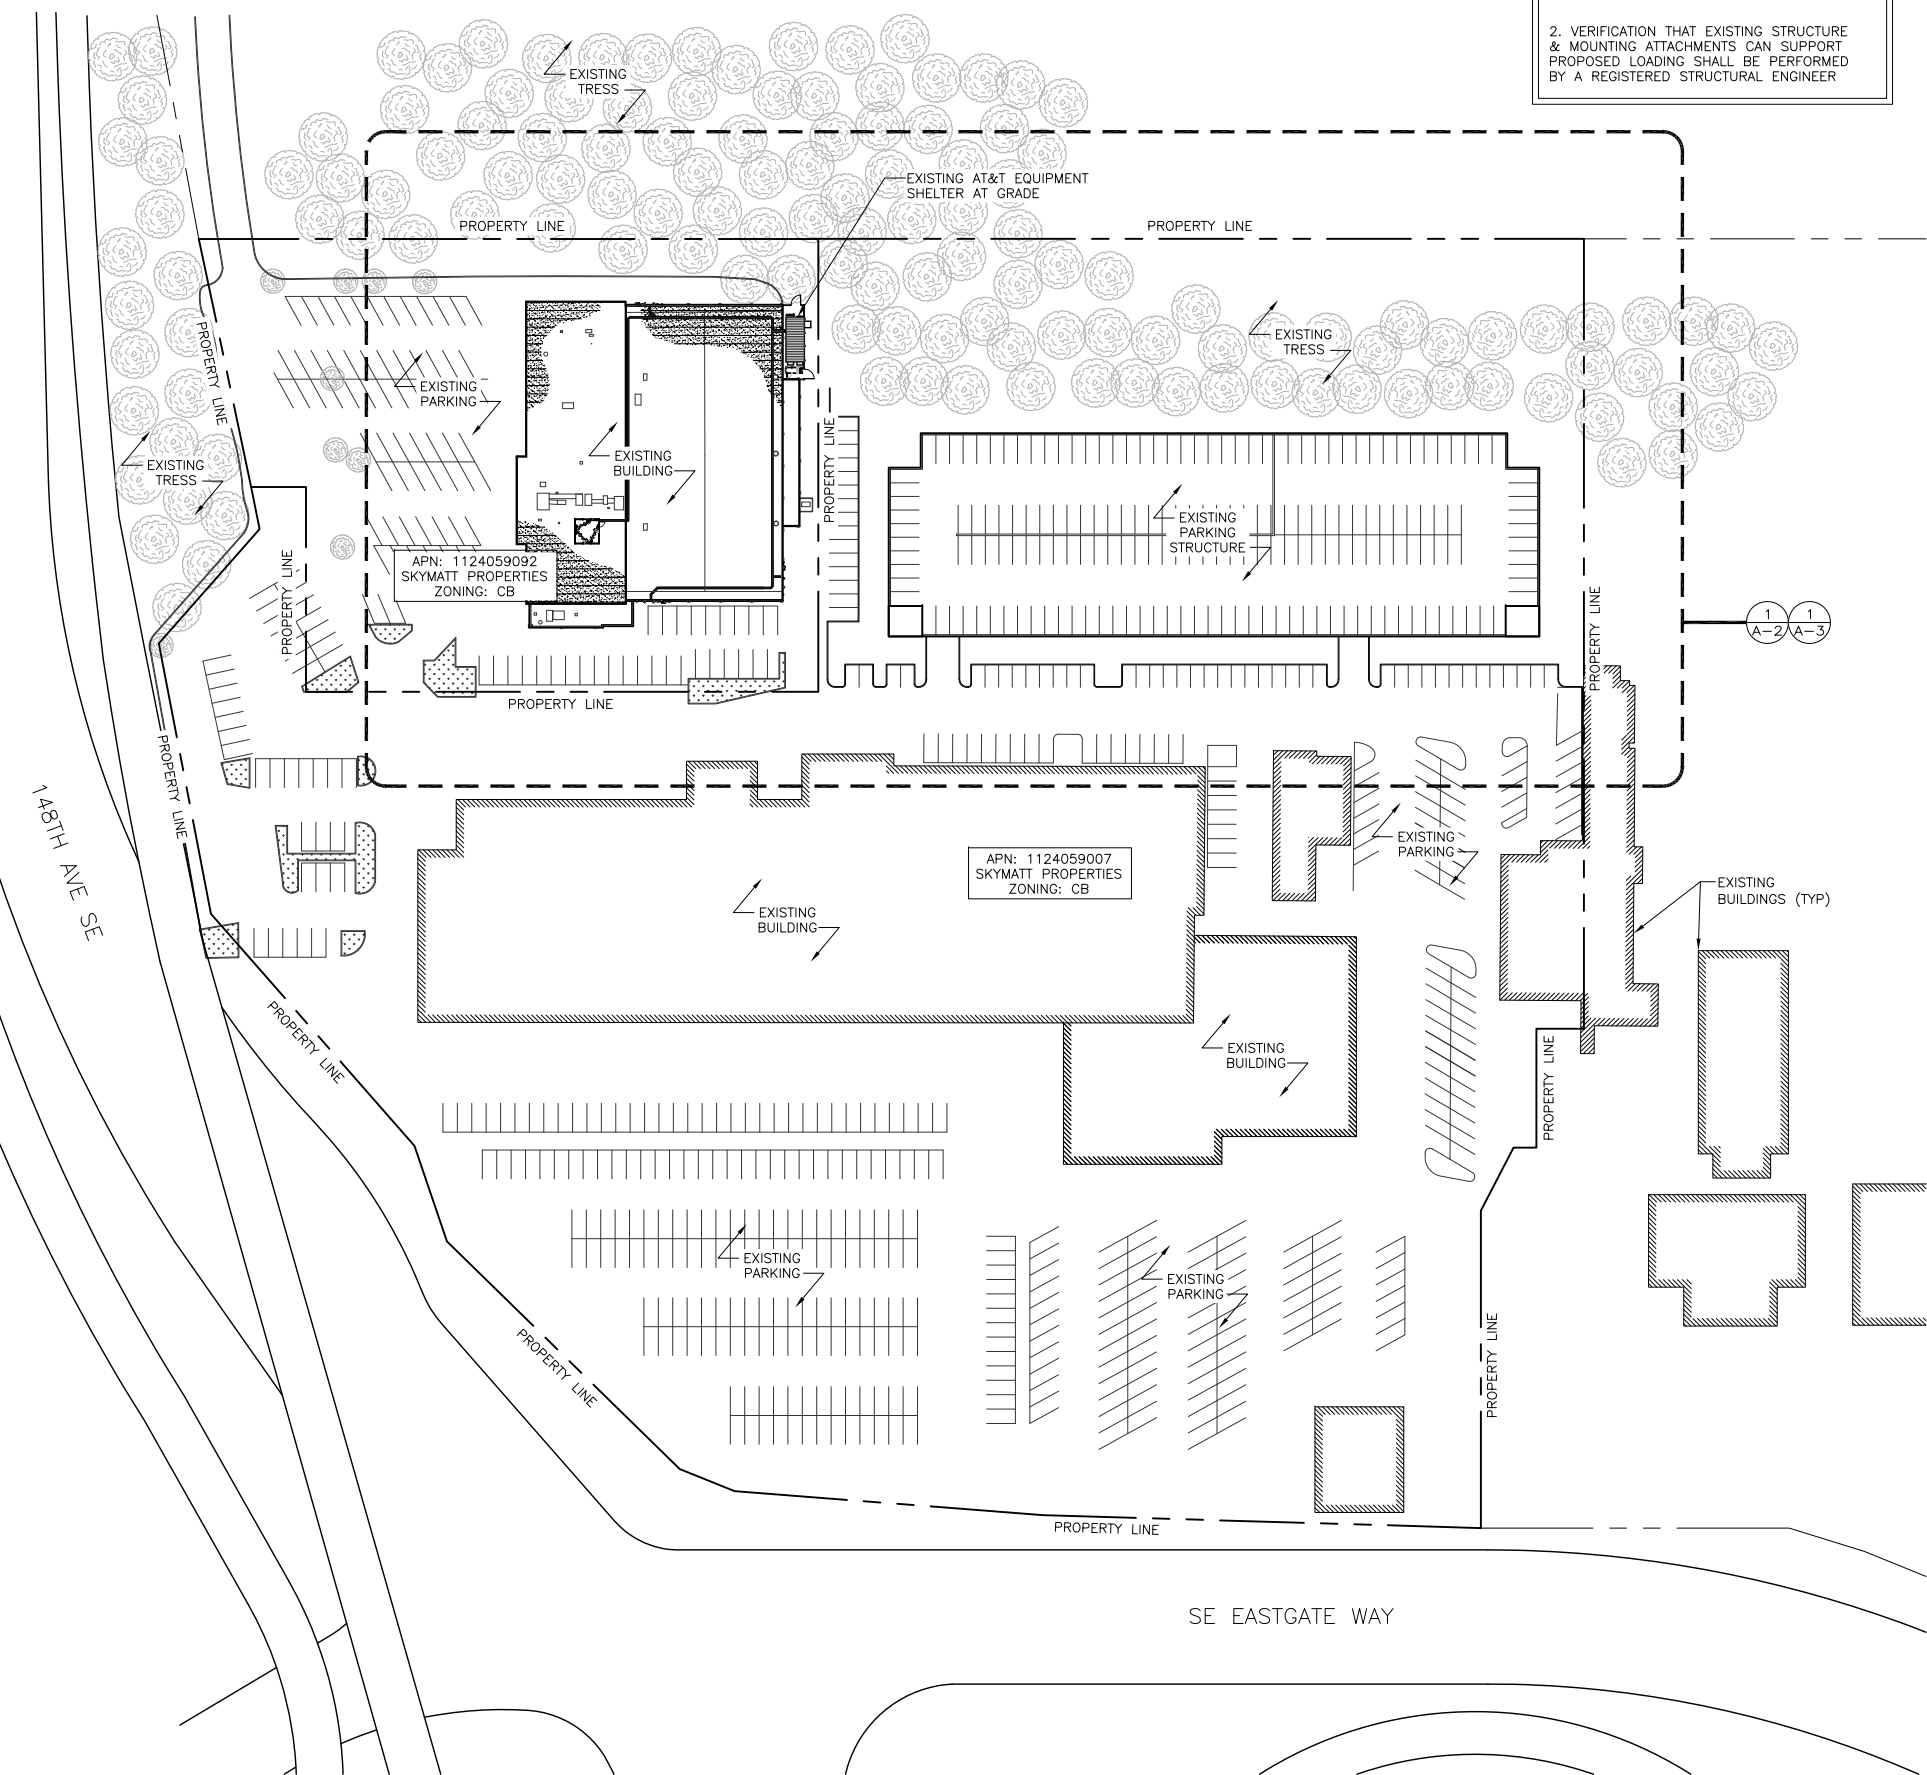 2. VERIFICATION THAT EXISTING STRUCTURE
& MOUNTING ATTACHMENTS CAN SUPPORT
PROPOSED LOADING SHALL BE PERFORMED
BY A REGISTERED STRUCTURAL ENGINEER
EXISTING
TRESS
EXISTING AT&T EQUIPMENT
SHELTER AT GRADE
PROPERTY LINE
PROPERTY LINE
PROPERTY LINE
EXISTING
TRESS
EXISTING
PARKING
PROPERTY LINE
EXISTING
BUILDING
EXISTING
TRESS
EXISTING
PARKING
STRUCTURE
PROPERTY LINE
APN: 1124059092
SKYMATT PROPERTIES
ZONING: CB
PROPERTY LINE
1
A-2
1
A-3
PROPERTY LINE
PROPERTY LINE
148TH AVE SE
EXISTING
PARKING
APN: 1124059007
SKYMATT PROPERTIES
ZONING: CB
EXISTING
BUILDING
EXISTING
BUILDINGS (TYP)
PROPERTY LINE
EXISTING
BUILDING
PROPERTY LINE
EXISTING
PARKING
EXISTING
PARKING
PROPERTY LINE
PROPERTY LINE
PROPERTY LINE
SE EASTGATE WAY